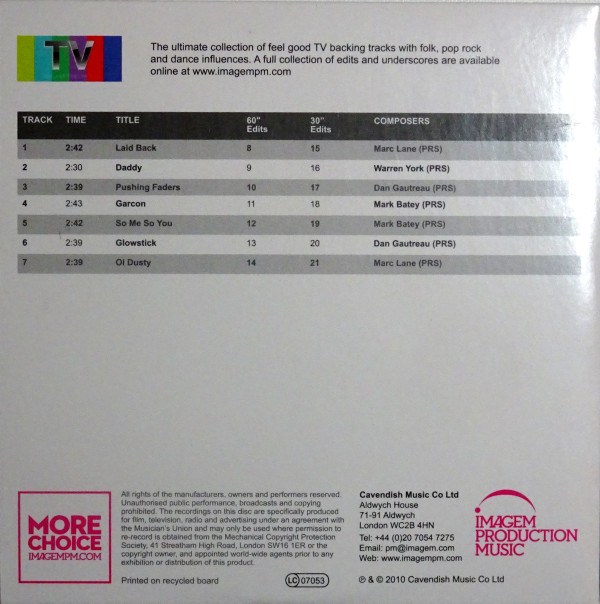 TV
The ultimate collection of feel good TV backing tracks with folk, pop rock
and dance influences. A full collection of edits and underscores are available
online at www.imagempm.com
TRACK TIME TITLE 60" Edits 30" Edits COMPOSERS
1 2:42 Laid Back 8 15 Marc Lane (PRS)
2 2:30 Daddy 9 16 Warren York (PRS)
3 2:39 Pushing Faders 10 17 Dan Gautreau (PRS)
4 2:43 Garcon 11 18 Mark Batey (PRS)
5 2:42 So Me So You 12 19 Mark Batey (PRS)
6 2:39 Glowstick 13 20 Dan Gautreau (PRS)
7 2:39 Ol Dusty 14 21 Marc Lane (PRS)
MORE
CHOICE
IMAGEMPM.COM
All rights of the manufacturers, owners and performers reserved.
Unauthorised public performance, broadcasts and copying
prohibited. The recordings on this disc are specifically produced
for film, television, radio and advertising under an agreement with
the Musician's Union and may only be used where permission to
re-record is obtained from the Mechanical Copyright Protection
Society, 41 Streatham High Road, London SW16 1ER or the
copyright owner, and appointed world-wide agents prior to any
exhibition or distribution of this product.
Printed on recycled board
LC 07053
Cavendish Music Co Ltd
Aldwych House
71-91 Aldwych
London WC2B 4HN
Tel: +44 (0)20 7054 7275
Email: pm@imagem.com
Web: www.imagempm.com
℗ & © 2010 Cavendish Music Co Ltd
IMAGEM
PRODUCTION
MUSIC